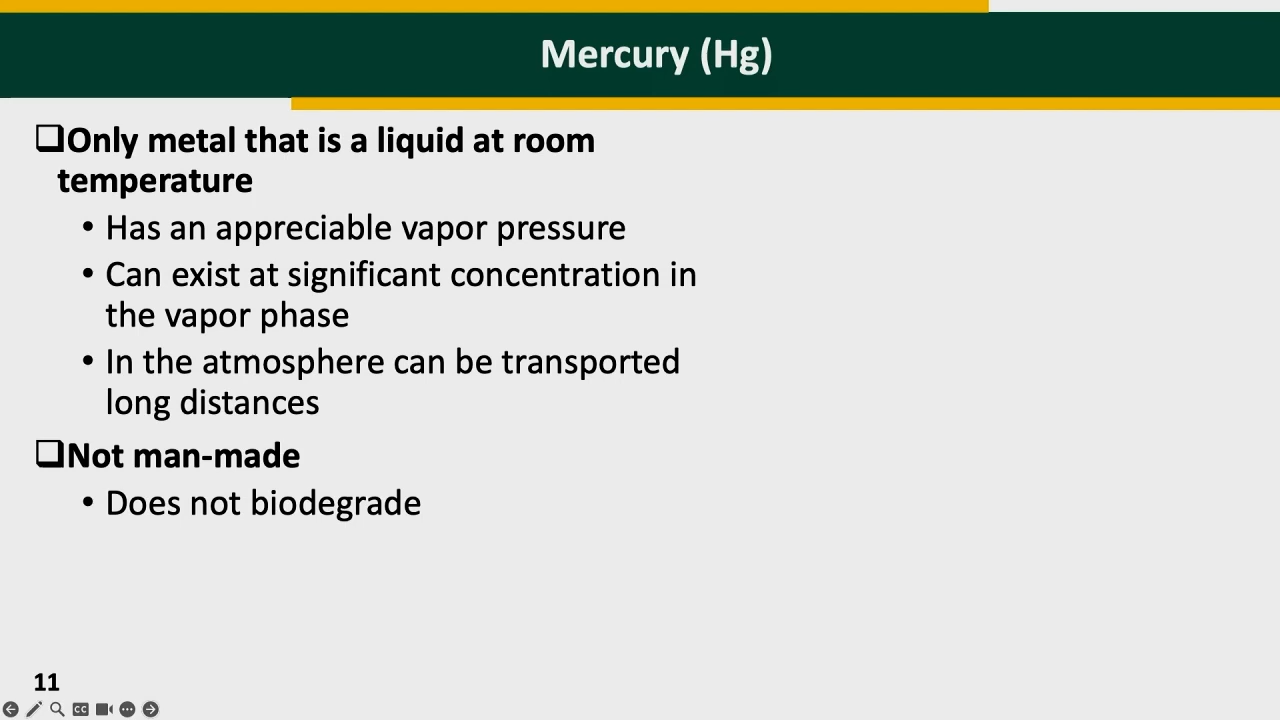 Mercury (Hg)
❑Only metal that is a liquid at room
temperature
• Has an appreciable vapor pressure
• Can exist at significant concentration in
the vapor phase
• In the atmosphere can be transported
long distances
❑Not man-made
• Does not biodegrade
11
CC